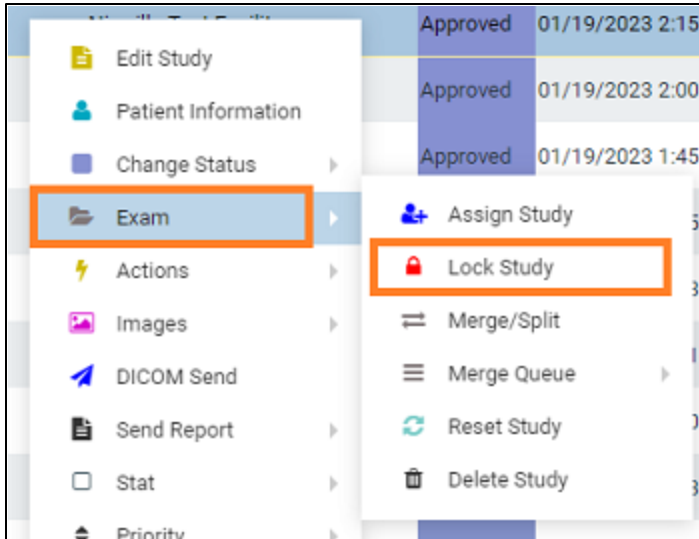 Approved 01/19/2023 2:15
Edit Study
Approved 01/19/2023 2:00
Patient Information
Change Status
Approved 01/19/2023 1:45
Exam
Assign Study
Actions
Lock Study
Images
Merge/Split
DICOM Send
Merge Queue
Send Report
Reset Study
Stat
Delete Study
Priority